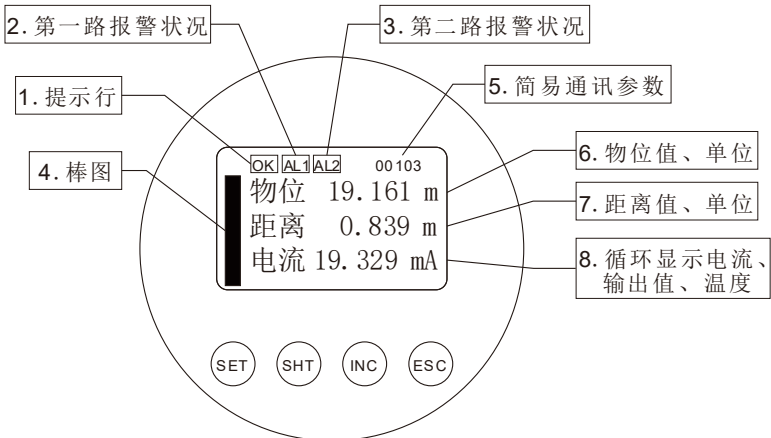 2. 第一路报警状况
3. 第二路报警状况
1. 提示行
5. 简易通讯参数
4. 棒图
OK AL1 AL2 00103
物位 19.161 m
距离 0.839 m
电流 19.329 mA
6. 物位值、单位
7. 距离值、单位
8. 循环显示电流、
输出值、温度
SET SHT INC ESC